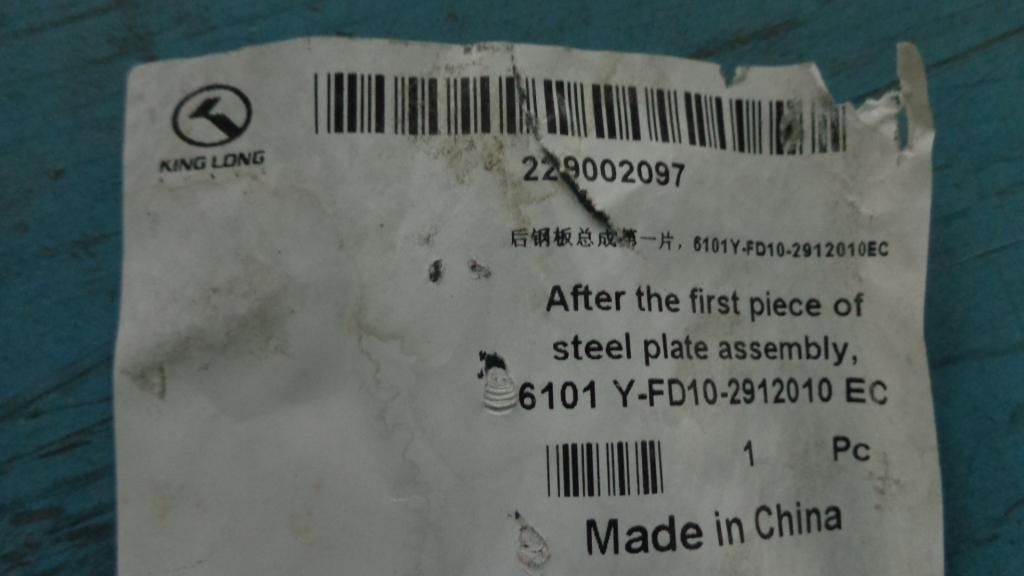 KING LONG
229002097
后钢板总成第一片, 6101Y-FD10-2912010EC
After the first piece of
steel plate assembly,
6101 Y-FD10-2912010 EC
1 Pc
Made in China